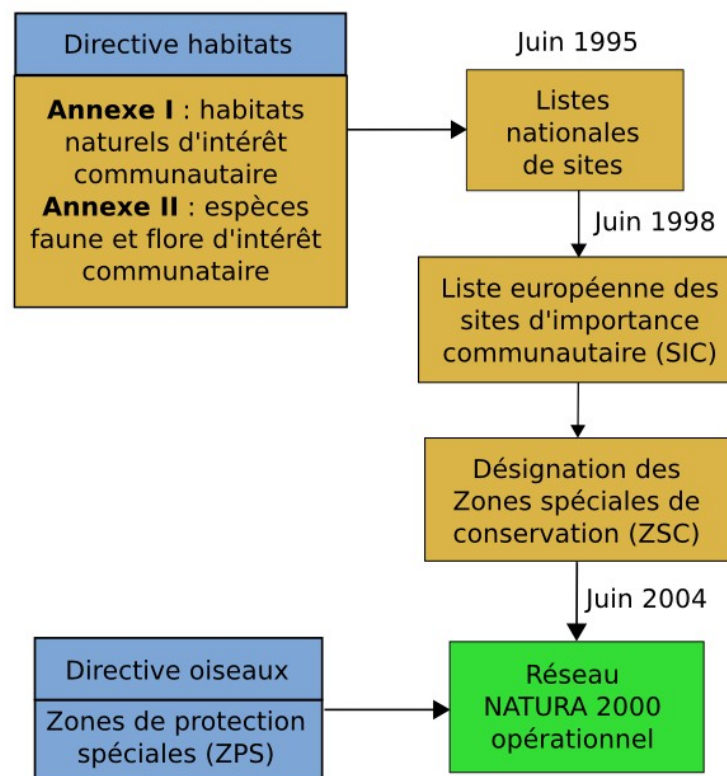 Directive habitats
Annexe I : habitats
naturels d'intérêt
communautaire
Annexe II : espèces
faune et flore d'intérêt
communataire
Juin 1995
Listes
nationales
de sites
Juin 1998
Liste européenne des
sites d'importance
communautaire (SIC)
Désignation des
Zones spéciales de
conservation (ZSC)
Juin 2004
Directive oiseaux
Zones de protection
spéciales (ZPS)
Réseau
NATURA 2000
opérationnel